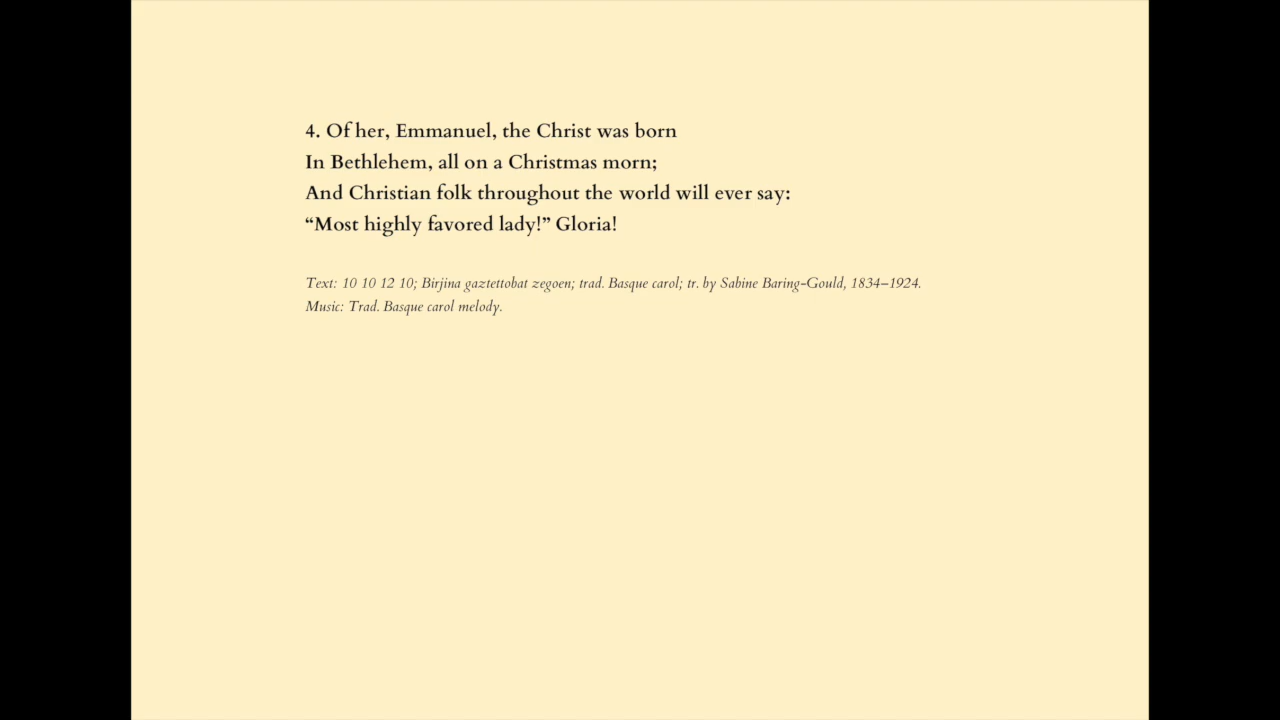 4. Of her, Emmanuel, the Christ was born
In Bethlehem, all on a Christmas morn;
And Christian folk throughout the world will ever say:
“Most highly favored lady!” Gloria!
Text: 10 10 12 10; Birjina gaztettobat zegoen; trad. Basque carol; tr. by Sabine Baring-Gould, 1834–1924.
Music: Trad. Basque carol melody.